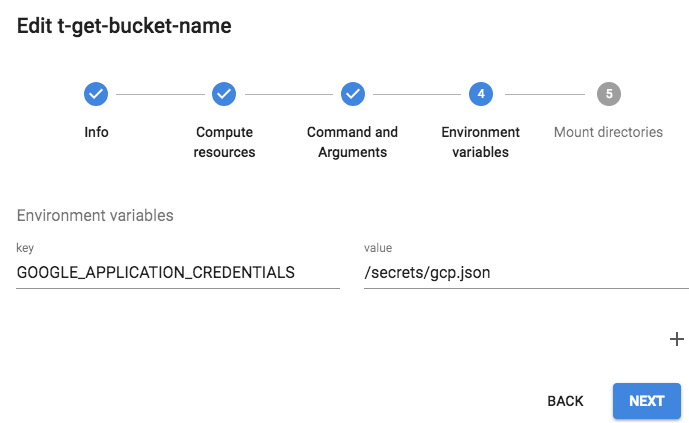 Edit t-get-bucket-name
4
5
Info
Compute
resources
Command and
Arguments
Environment
variables
Mount directories
Environment variables
key
value
GOOGLE_APPLICATION_CREDENTIALS
/secrets/gcp.json
+
BACK
NEXT